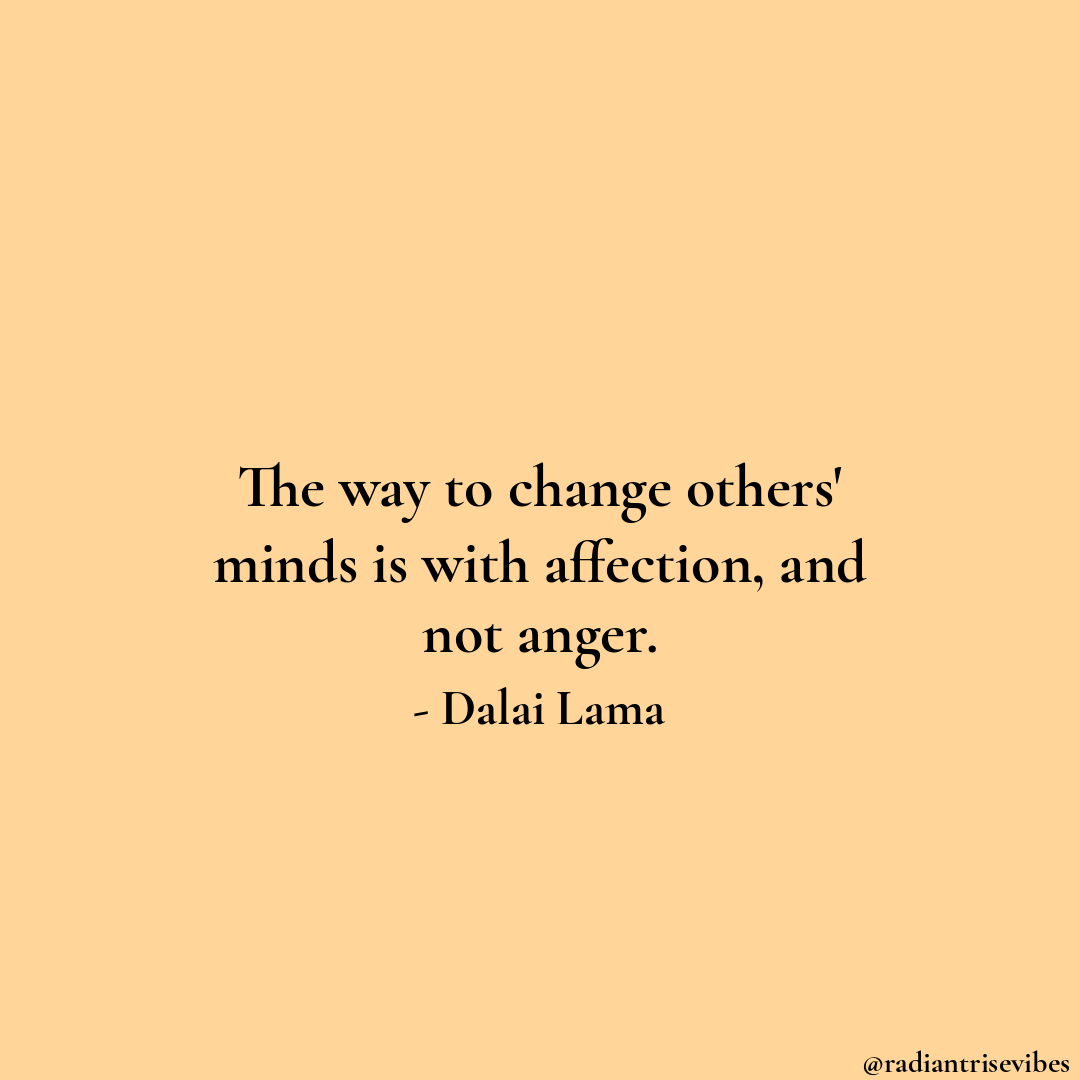 The way to change others'
minds is with affection, and
not anger.
- Dalai Lama
@radiantrisevibes